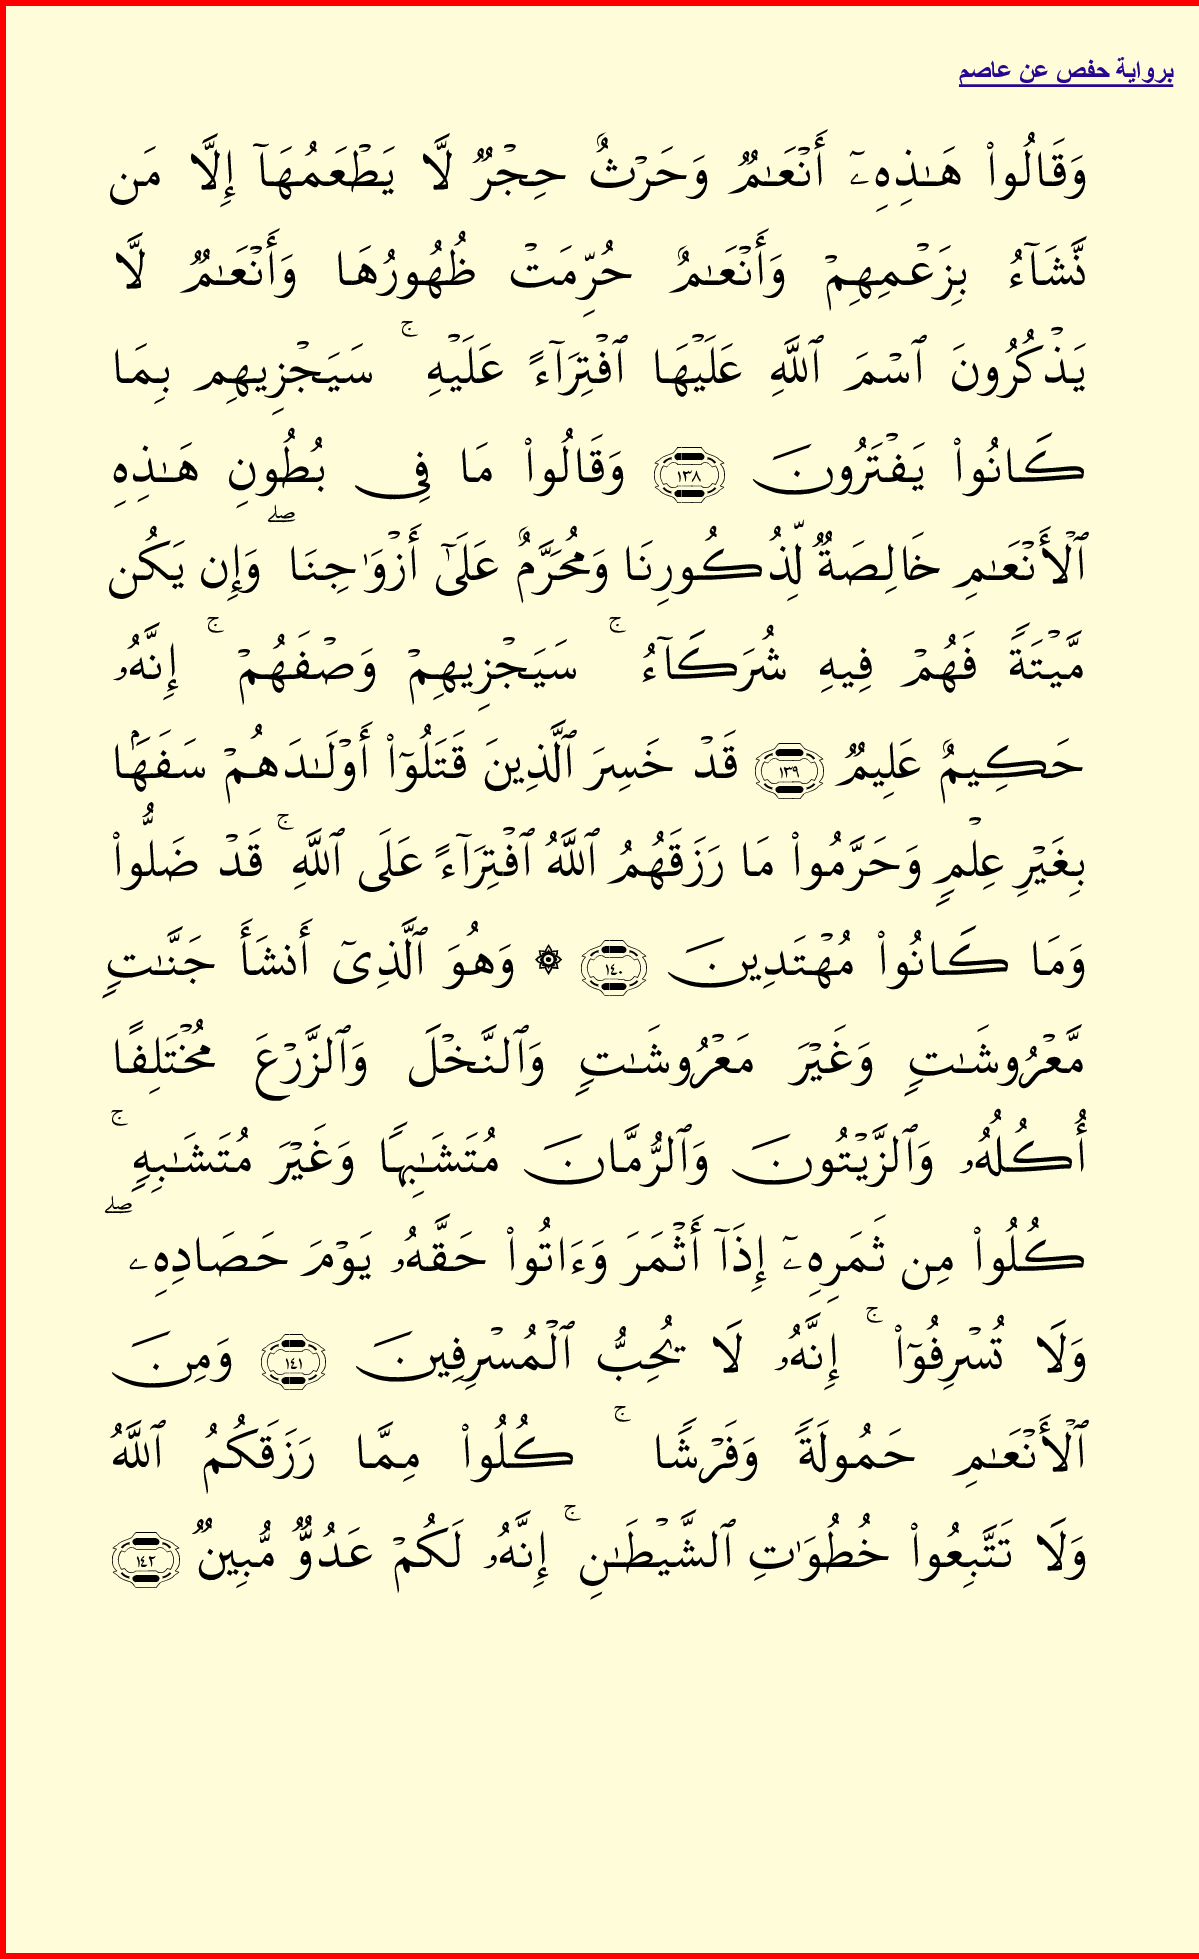 برواية حفص عن عاصم
وَقَالُواْ هَـٰذِهِۦٓ أَنۡعَـٰمٌ۬ وَحَرۡثٌ حِجۡرٌ۬ لَّا يَطۡعَمُهَآ إِلَّا مَن
نَّشَآءُ بِزَعۡمِهِمۡ وَأَنۡعَـٰمٌ حُرِّمَتۡ ظُهُورُهَا وَأَنۡعَـٰمٌ۬ لَّا
يَذۡكُرُونَ ٱسۡمَ ٱللَّهِ عَلَيۡهَا ٱفۡتِرَآءً عَلَيۡهِ‌ۚ سَيَجۡزِيهِم بِمَا
ڪَانُواْ يَفۡتَرُونَ ١٣٨ وَقَالُواْ مَا فِى بُطُونِ هَـٰذِهِ
ٱلۡأَنۡعَـٰمِ خَالِصَةٌ۬ لِّذُڪُورِنَا وَمُحَرَّمٌ عَلَىٰٓ أَزۡوَٲجِنَا‌ۖ وَإِن يَكُن
مَّيۡتَةً۬ فَهُمۡ فِيهِ شُرَڪَآءُ‌ۚ سَيَجۡزِيهِمۡ وَصۡفَهُمۡ‌ۚ إِنَّهُ ۥ
حَڪِيمٌ عَلِيمٌ۬ ١٣٩ قَدۡ خَسِرَ ٱلَّذِينَ قَتَلُوٓاْ أَوۡلَـٰدَهُمۡ سَفَهَۢا
بِغَيۡرِ عِلۡمٍ۬ وَحَرَّمُواْ مَا رَزَقَهُمُ ٱللَّهُ ٱفۡتِرَآءً عَلَى ٱللَّهِ‌ۚ قَدۡ ضَلُّواْ
وَمَا ڪَانُواْ مُهۡتَدِينَ ١٤٠ ۞ وَهُوَ ٱلَّذِىٓ أَنشَأَ جَنَّـٰتٍ۬
مَّعۡرُوشَـٰتٍ۬ وَغَيۡرَ مَعۡرُوشَـٰتٍ۬ وَٱلنَّخۡلَ وَٱلزَّرۡعَ مُخۡتَلِفًا
أُڪُلُهُ ۥ وَٱلزَّيۡتُونَ وَٱلرُّمَّانَ مُتَشَـٰبِہً۬ا وَغَيۡرَ مُتَشَـٰبِهٍ۬‌ۚ
ڪُلُواْ مِن ثَمَرِهِۦٓ إِذَآ أَثۡمَرَ وَءَاتُواْ حَقَّهُ ۥ يَوۡمَ حَصَادِهِۦ‌ۖ
وَلَا تُسۡرِفُوٓاْ‌ۚ إِنَّهُ ۥ لَا يُحِبُّ ٱلۡمُسۡرِفِينَ ١٤١ وَمِنَ
ٱلۡأَنۡعَـٰمِ حَمُولَةً۬ وَفَرۡشً۬ا‌ۚ ڪُلُواْ مِمَّا رَزَقَكُمُ ٱللَّهُ
وَلَا تَتَّبِعُواْ خُطُوَٲتِ ٱلشَّيۡطَـٰنِ‌ۚ إِنَّهُ ۥ لَكُمۡ عَدُوٌّ۬ مُّبِينٌ۬ ١٤٢